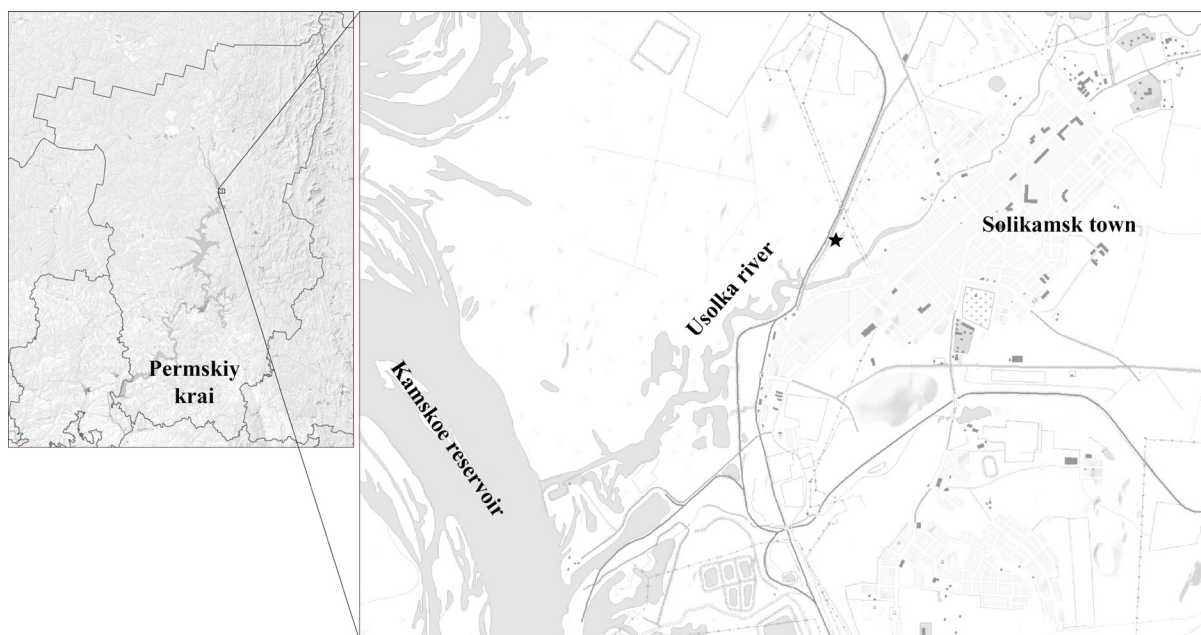 Permskiy
krai
Kamskoe reservoir
Usolka river
Solikamsk town